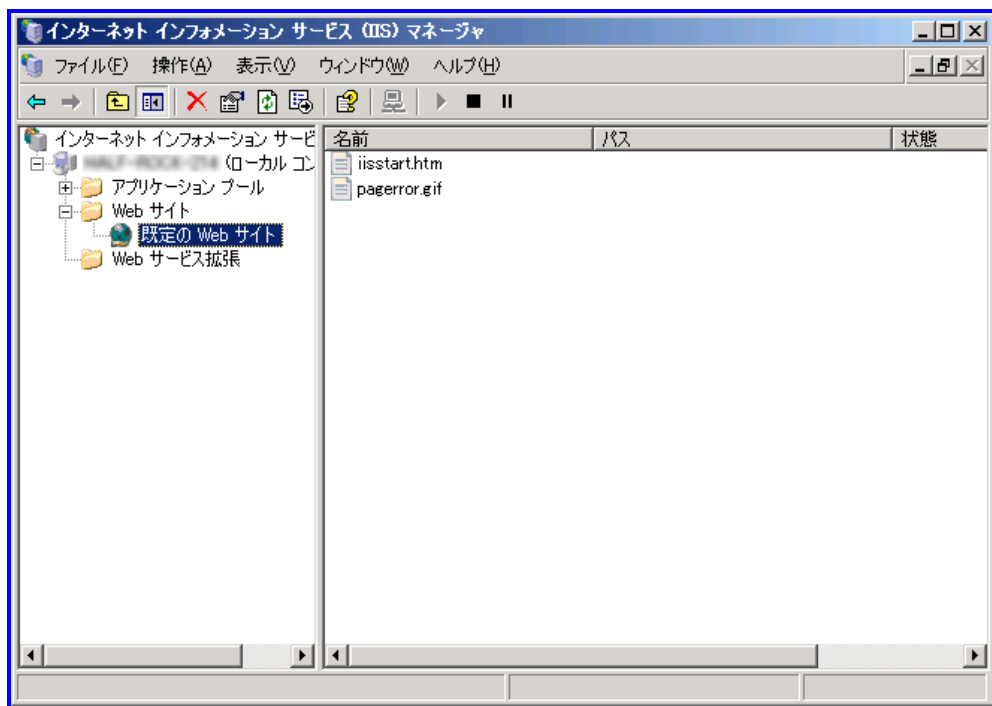 インターネット インフォメーション サービス (IIS) マネージャ
ファイル(F) 操作(A) 表示(V) ウィンドウ(W) ヘルプ(H)
インターネット インフォメーション サービ
(ローカル コン
アプリケーション プール
Web サイト
既定の Web サイト
Web サービス拡張
名前 パス 状態
iisstart.htm
pagerror.gif